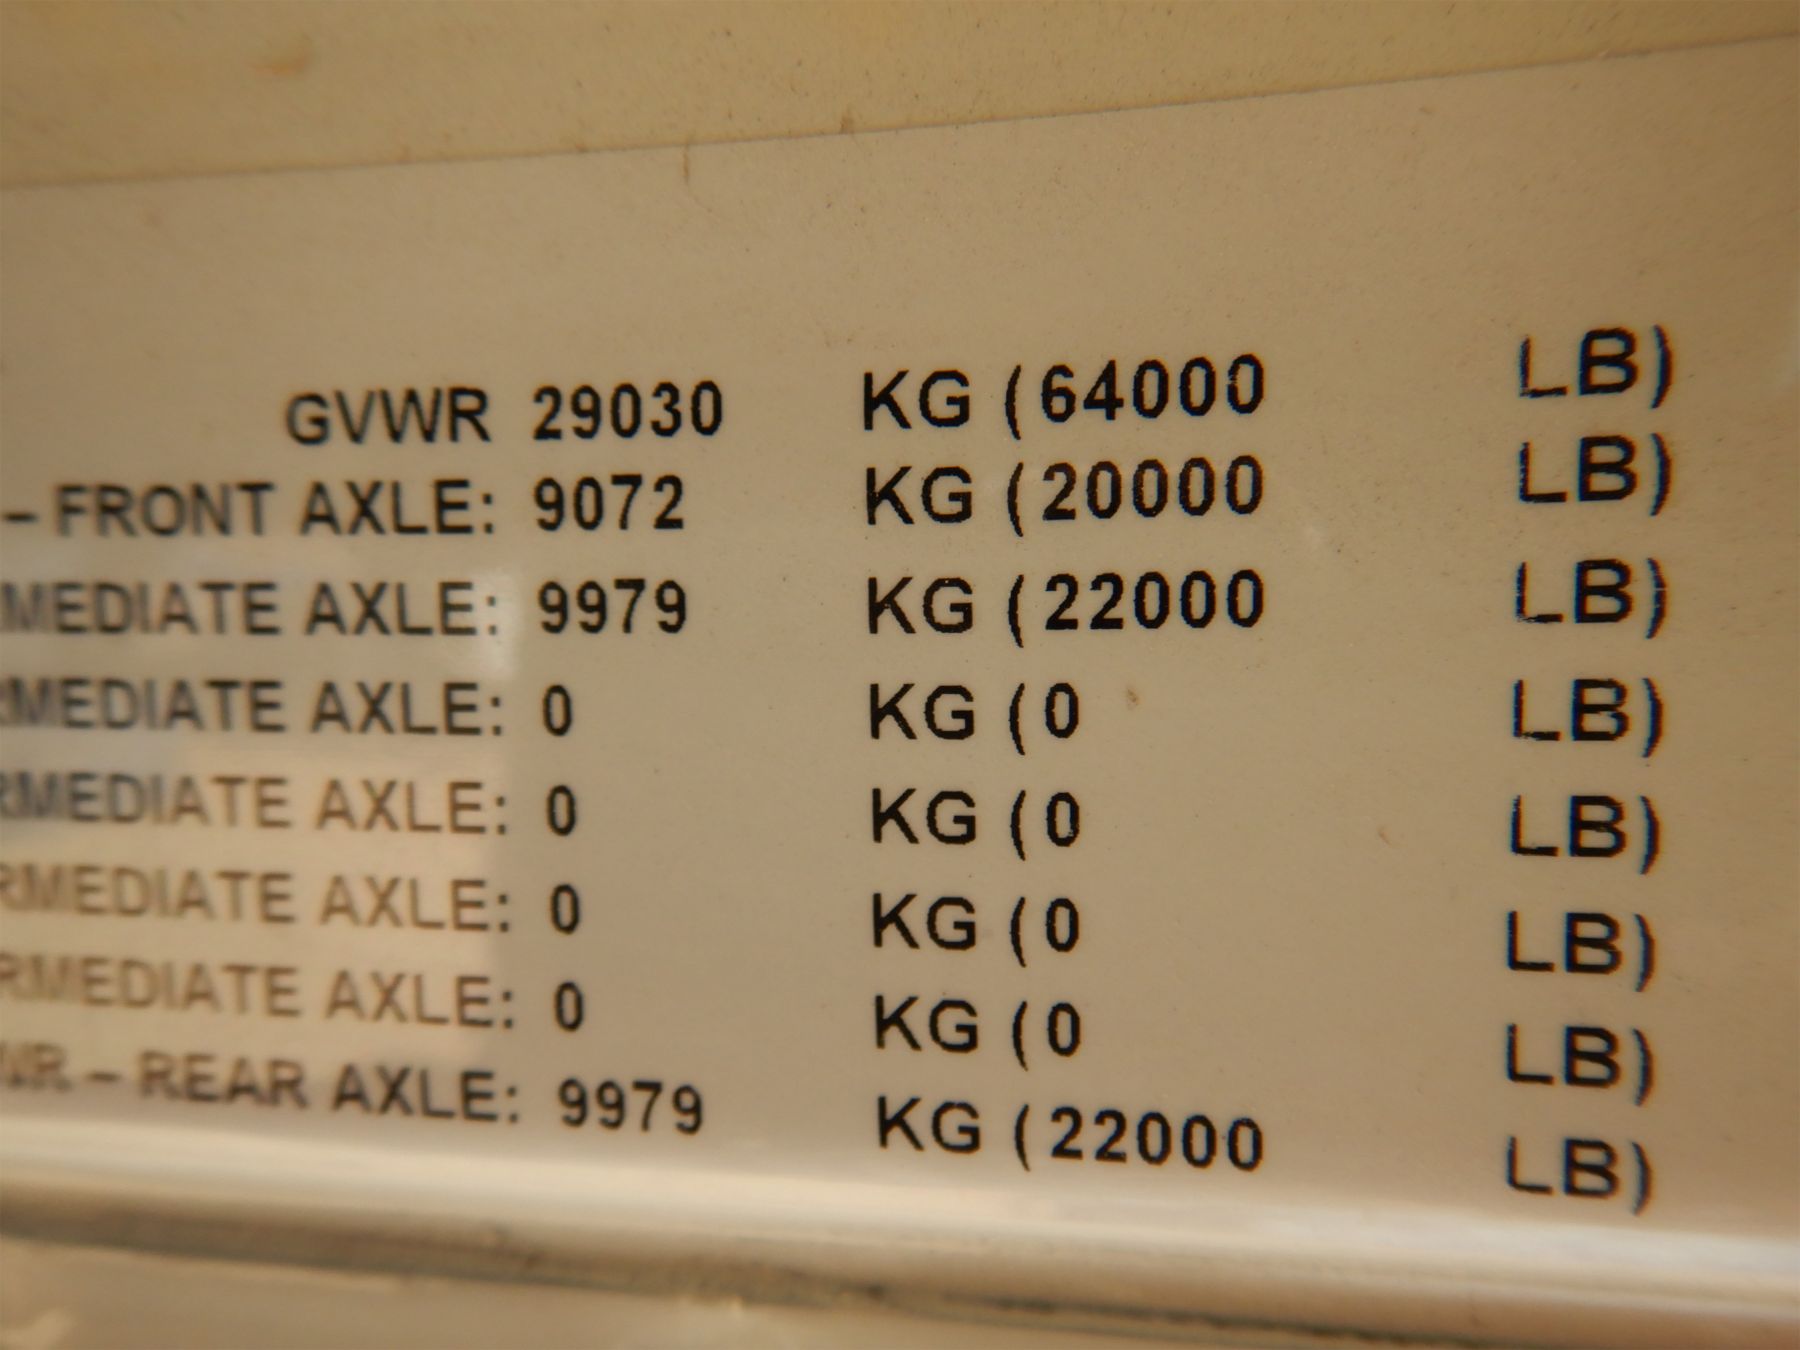 GVWR 29030 KG (64000 LB)
– FRONT AXLE: 9072 KG (20000 LB)
MEDIATE AXLE: 9979 KG (22000 LB)
RMEDIATE AXLE: 0 KG (0 LB)
RMEDIATE AXLE: 0 KG (0 LB)
RMEDIATE AXLE: 0 KG (0 LB)
RMEDIATE AXLE: 0 KG (0 LB)
WR – REAR AXLE: 9979 KG (22000 LB)